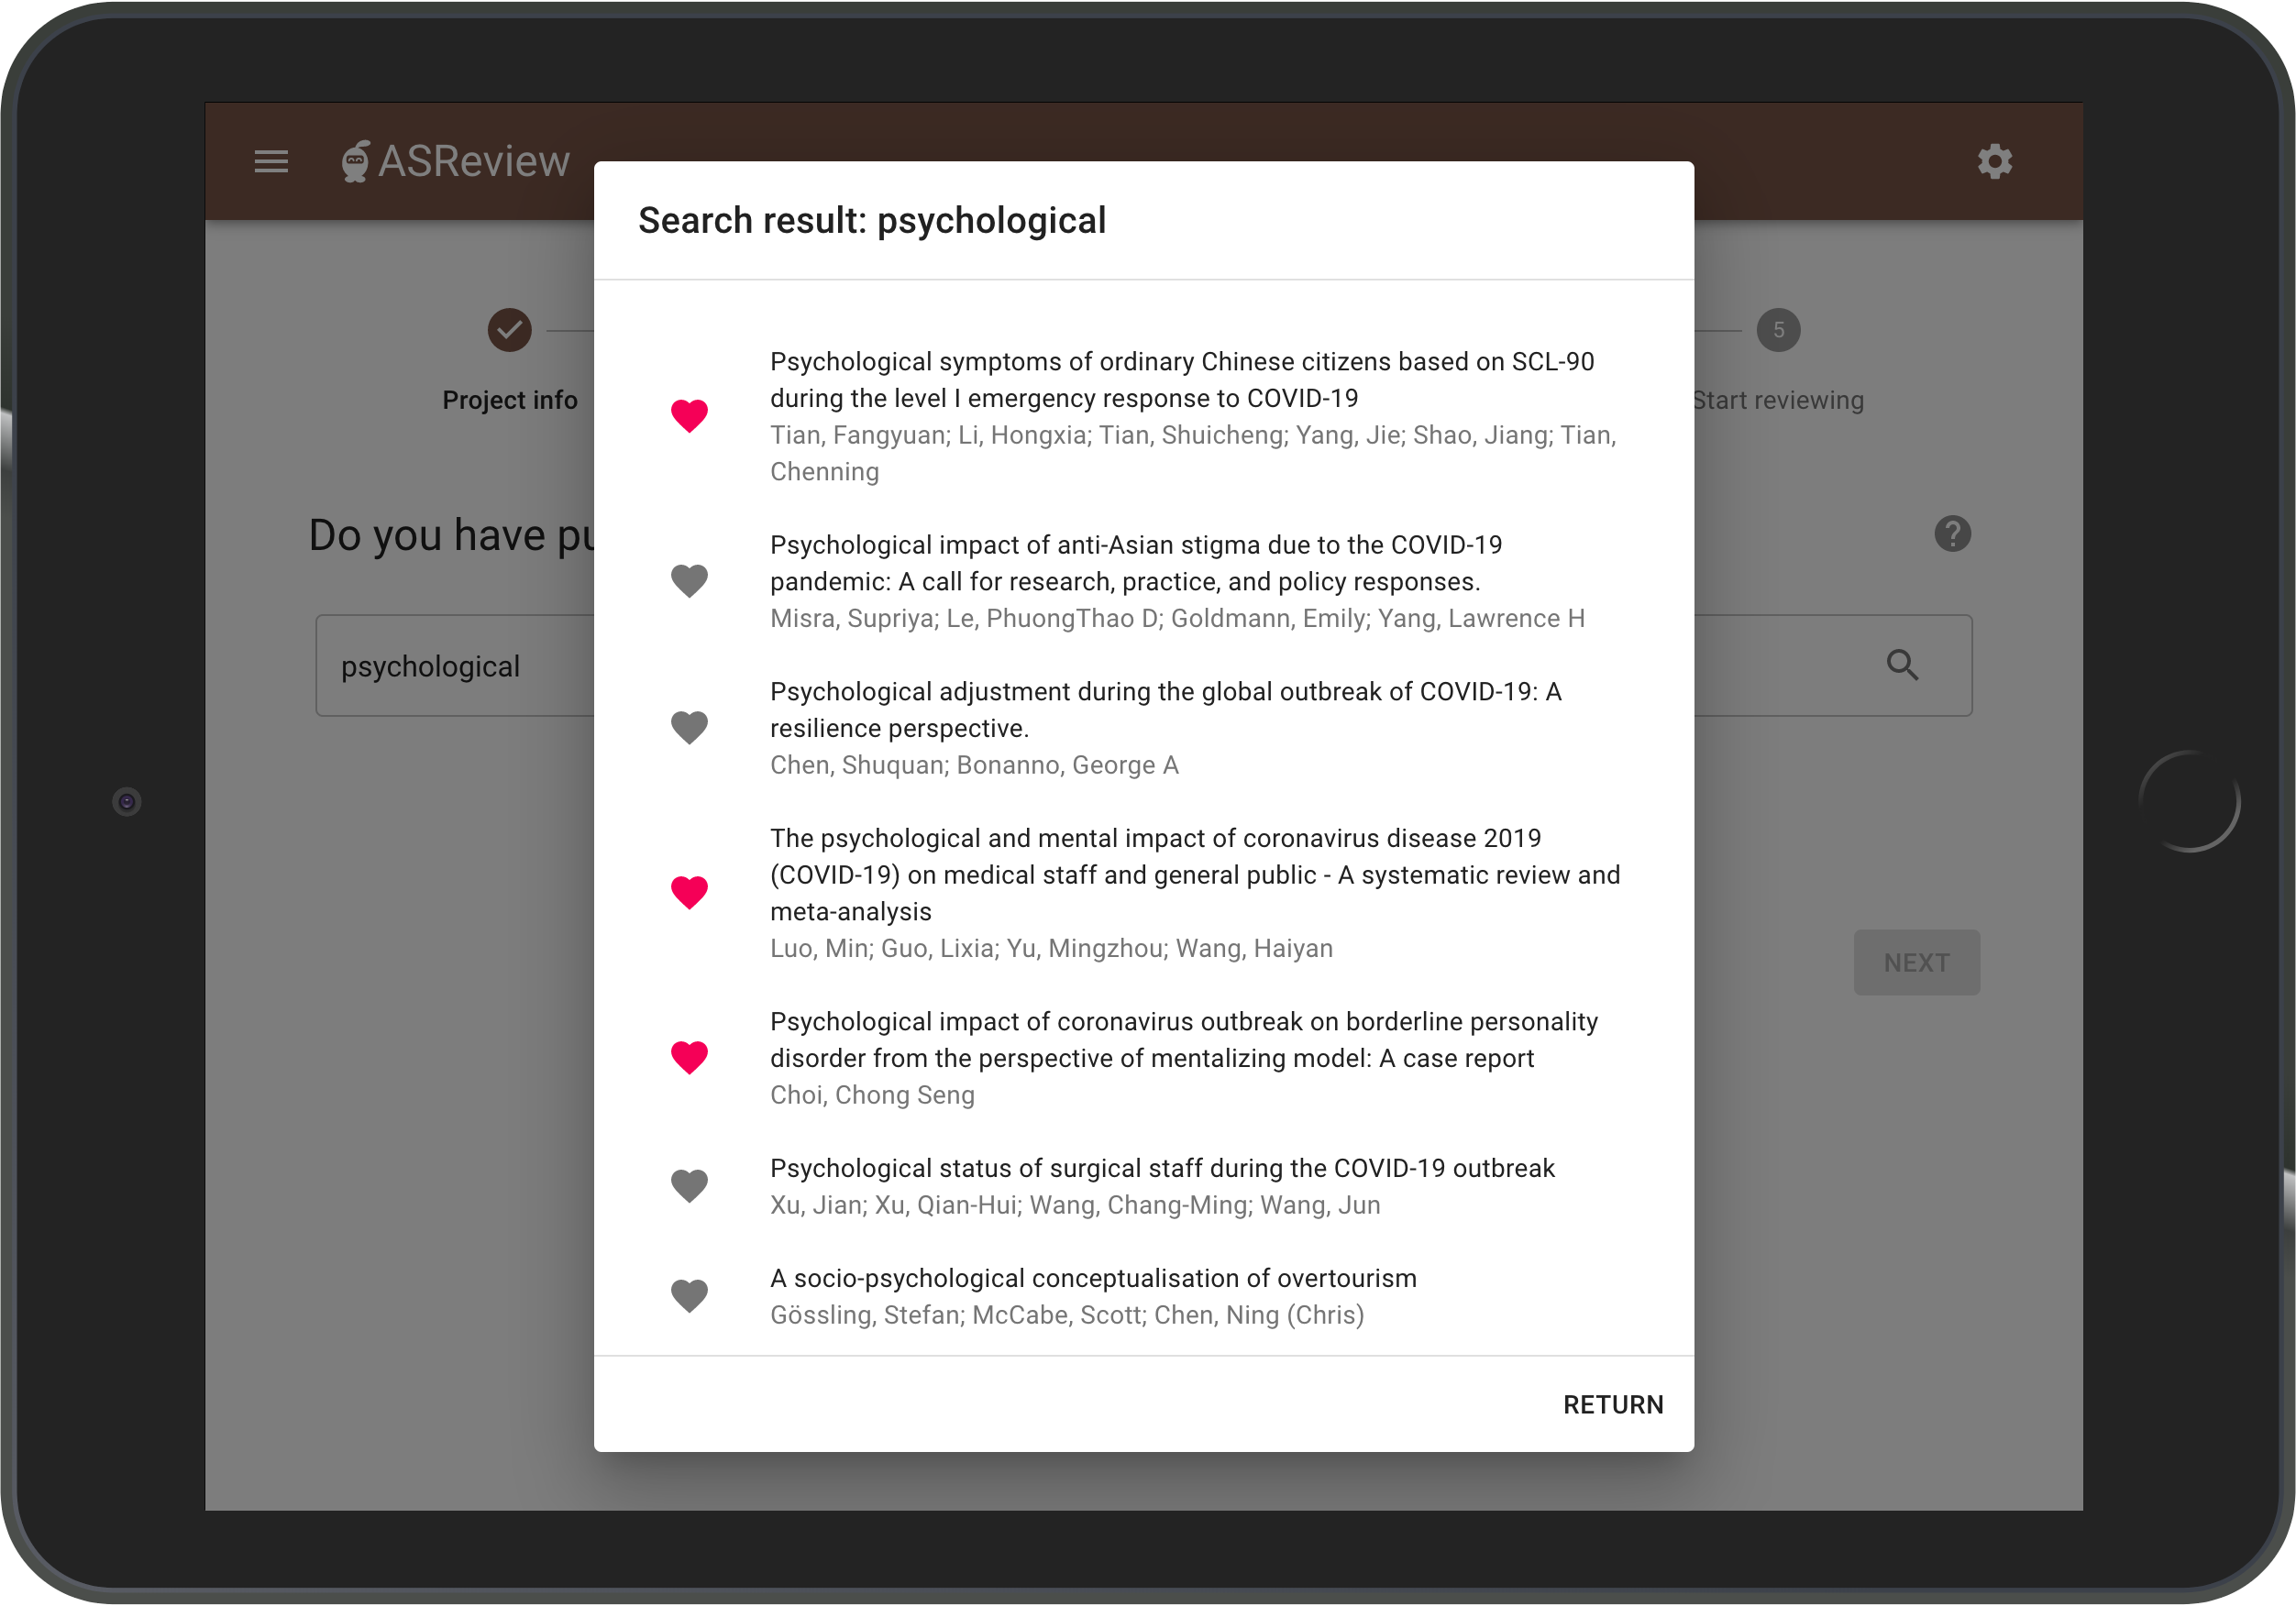 ASReview
Search result: psychological
5
Project info
Start reviewing
Psychological symptoms of ordinary Chinese citizens based on SCL-90
during the level I emergency response to COVID-19
Tian, Fangyuan; Li, Hongxia; Tian, Shuicheng; Yang, Jie; Shao, Jiang; Tian,
Chenning
Do you have
?
Psychological impact of anti-Asian stigma due to the COVID-19
pandemic: A call for research, practice, and policy responses.
Misra, Supriya; Le, PhuongThao D; Goldmann, Emily; Yang, Lawrence H
psychological
Psychological adjustment during the global outbreak of COVID-19: A
resilience perspective.
Chen, Shuquan; Bonanno, George A
The psychological and mental impact of coronavirus disease 2019
(COVID-19) on medical staff and general public - A systematic review and
meta-analysis
Luo, Min; Guo, Lixia; Yu, Mingzhou; Wang, Haiyan
NEXT
Psychological impact of coronavirus outbreak on borderline personality
disorder from the perspective of mentalizing model: A case report
Choi, Chong Seng
Psychological status of surgical staff during the COVID-19 outbreak
Xu, Jian; Xu, Qian-Hui; Wang, Chang-Ming; Wang, Jun
A socio-psychological conceptualisation of overtourism
Gössling, Stefan; McCabe, Scott; Chen, Ning (Chris)
RETURN